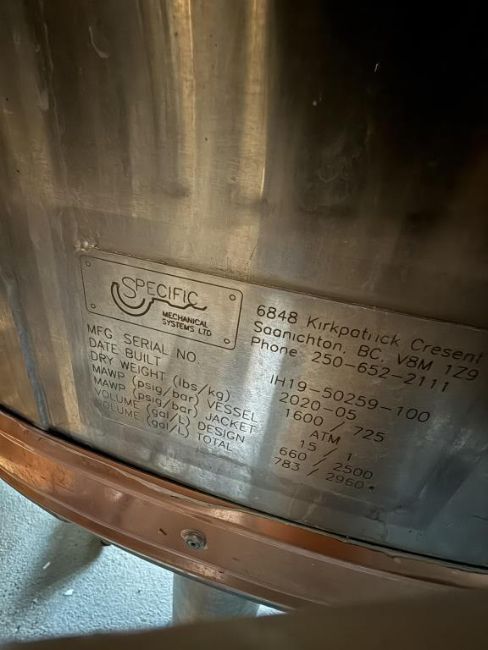 SPECIFIC
MECHANICAL
SYSTEMS LTD
6848 Kirkpatrick Cresent
Saanichton, BC, V8M 1Z9
Phone 250-652-2111
MFG SERIAL NO. IH19-50259-100
DATE BUILT 2020-05
DRY WEIGHT (lbs/kg) 1600 / 725
MAWP (psig/bar) VESSEL ATM
MAWP (psig/bar) JACKET 15 / 1
VOLUME (gal/L) DESIGN 660 / 2500
VOLUME (gal/L) TOTAL 783 / 2960